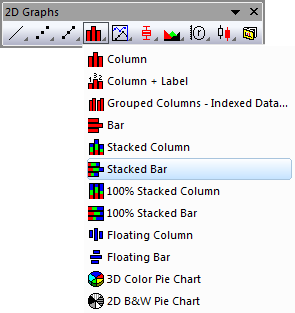 2D Graphs
Column
Column + Label
Grouped Columns - Indexed Data...
Bar
Stacked Column
Stacked Bar
100% Stacked Column
100% Stacked Bar
Floating Column
Floating Bar
3D Color Pie Chart
2D B&W Pie Chart